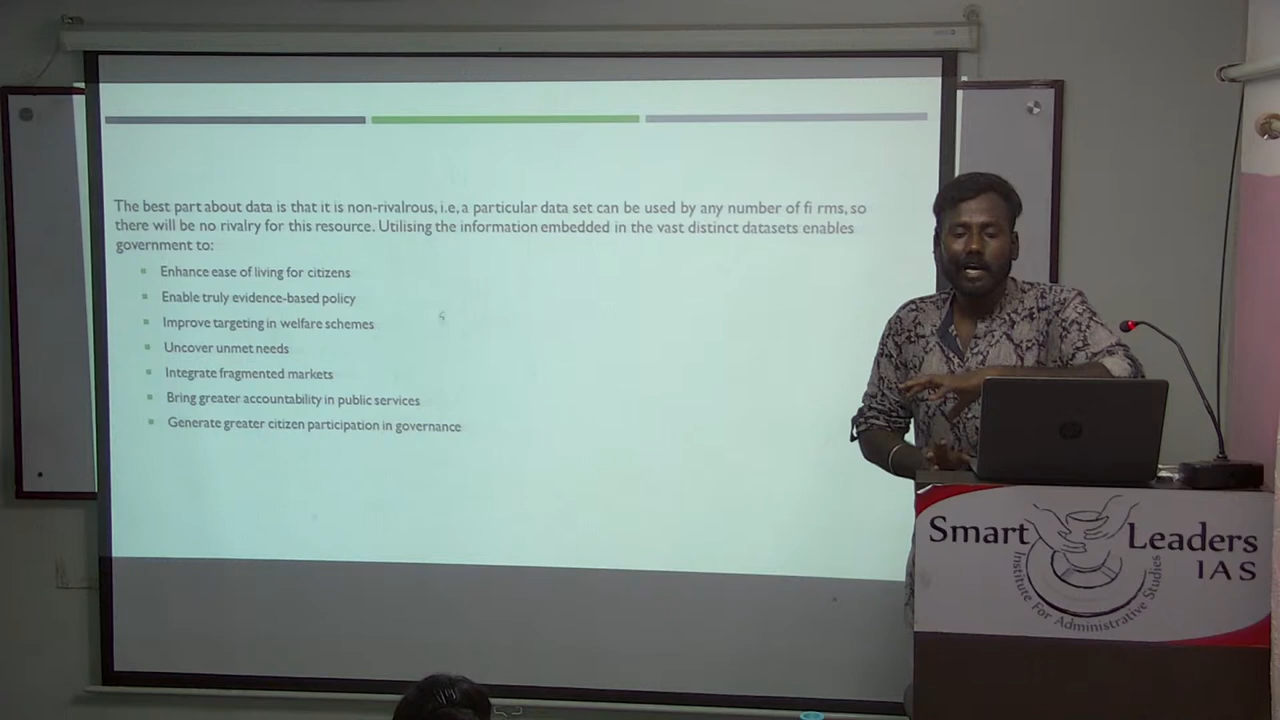 The best part about data is that it is non-rivalrous, i.e, a particular data set can be used by any number of fi rms, so
there will be no rivalry for this resource. Utilising the information embedded in the vast distinct datasets enables
government to:
Enhance ease of living for citizens
Enable truly evidence-based policy
Improve targeting in welfare schemes
Uncover unmet needs
Integrate fragmented markets
Bring greater accountability in public services
Generate greater citizen participation in governance
Smart Leaders
IAS
Institute For Administrative Studies
hp